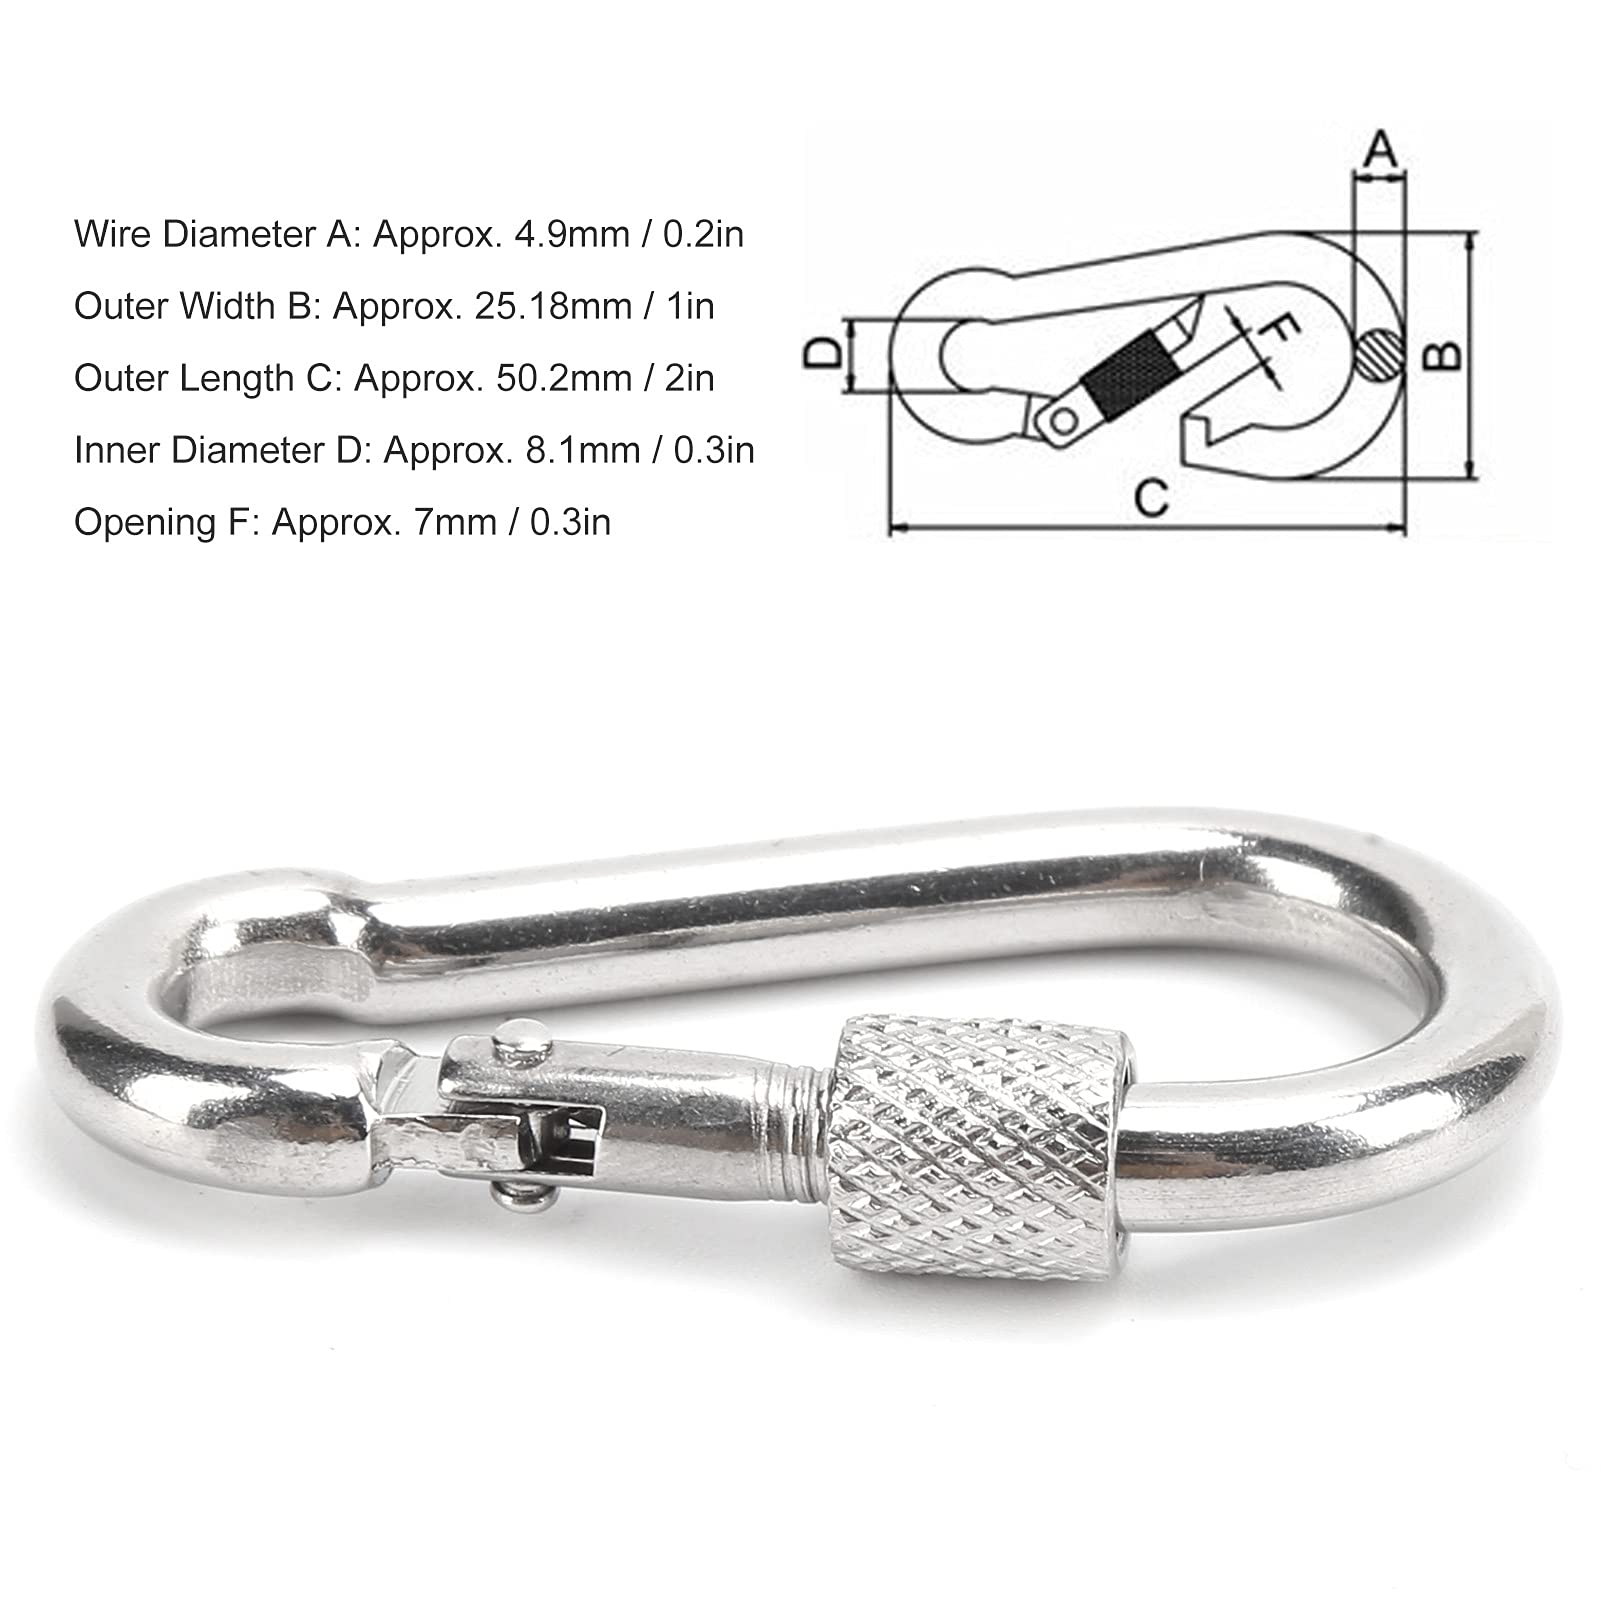 Wire Diameter A: Approx. 4.9mm / 0.2in
Outer Width B: Approx. 25.18mm / 1in
Outer Length C: Approx. 50.2mm / 2in
Inner Diameter D: Approx. 8.1mm / 0.3in
Opening F: Approx. 7mm / 0.3in
A
F
D
B
C